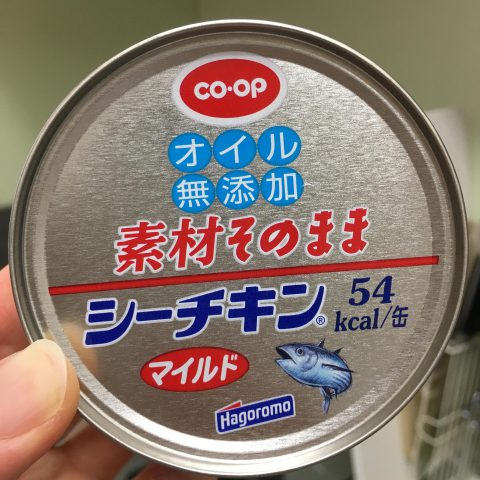 CO·OP
オイル
無添加
素材そのまま
シーチキン® 54
kcal/缶
マイルド
Hagoromo